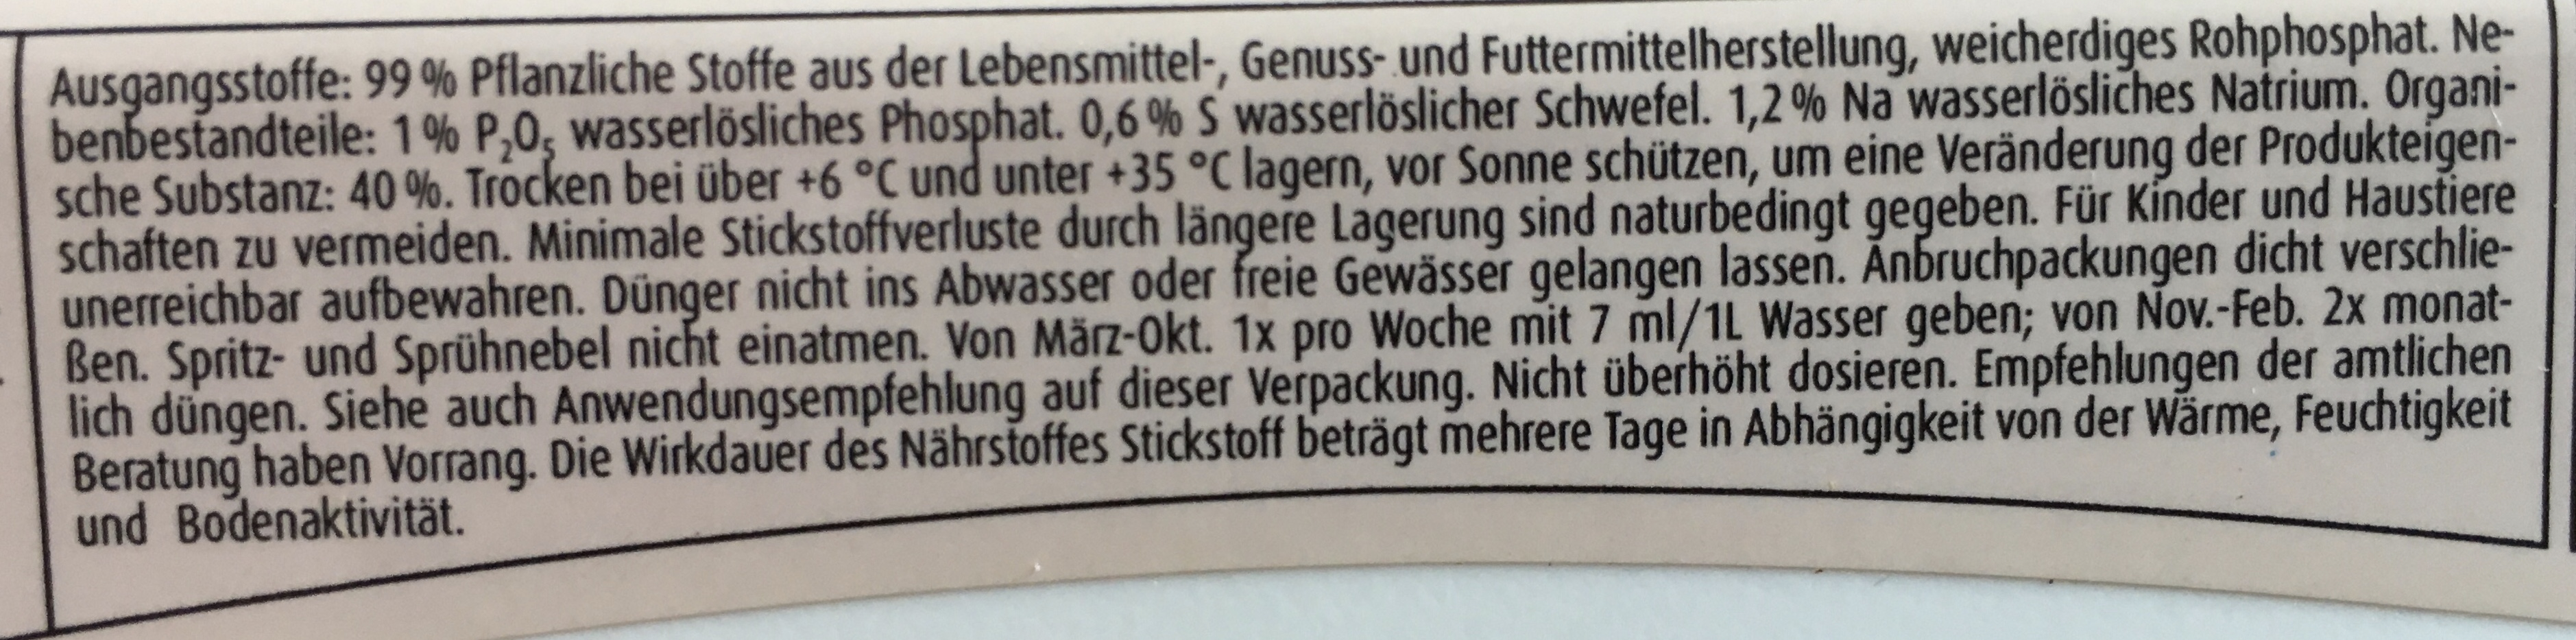 Ausgangsstoffe: 99 % Pflanzliche Stoffe aus der Lebensmittel-, Genuss- und Futtermittelherstellung, weicherdiges Rohphosphat. Ne-
benbestandteile: 1 % P₂O₅ wasserlösliches Phosphat. 0,6 % S wasserlöslicher Schwefel. 1,2 % Na wasserlösliches Natrium. Organi-
sche Substanz: 40 %. Trocken bei über +6 °C und unter +35 °C lagern, vor Sonne schützen, um eine Veränderung der Produkteigen-
schaften zu vermeiden. Minimale Stickstoffverluste durch längere Lagerung sind naturbedingt gegeben. Für Kinder und Haustiere
unerreichbar aufbewahren. Dünger nicht ins Abwasser oder freie Gewässer gelangen lassen. Anbruchpackungen dicht verschlie-
ßen. Spritz- und Sprühnebel nicht einatmen. Von März-Okt. 1x pro Woche mit 7 ml/1L Wasser geben; von Nov.-Feb. 2x monat-
lich düngen. Siehe auch Anwendungsempfehlung auf dieser Verpackung. Nicht überhöht dosieren. Empfehlungen der amtlichen
Beratung haben Vorrang. Die Wirkdauer des Nährstoffes Stickstoff beträgt mehrere Tage in Abhängigkeit von der Wärme, Feuchtigkeit
und Bodenaktivität.